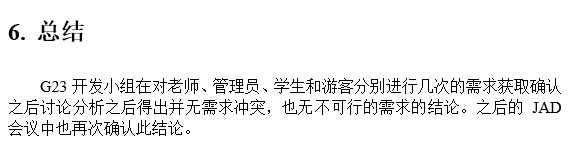 6. 总结
G23 开发小组在对老师、管理员、学生和游客分别进行几次的需求获取确认
之后讨论分析之后得出并无需求冲突，也无不可行的需求的结论。之后的 JAD
会议中也再次确认此结论。